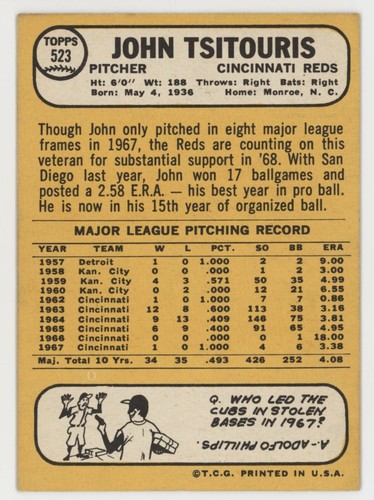 TOPPS
523
JOHN TSITOURIS
PITCHER CINCINNATI REDS
Ht: 6'0" Wt: 188 Throws: Right Bats: Right
Born: May 4, 1936 Home: Monroe, N. C.
Though John only pitched in eight major league
frames in 1967, the Reds are counting on this
veteran for substantial support in '68. With San
Diego last year, John won 17 ballgames and
posted a 2.58 E.R.A. — his best year in pro ball.
He is now in his 15th year of organized ball.
MAJOR LEAGUE PITCHING RECORD
YEAR TEAM W L PCT. SO BB ERA
1957 Detroit 1 0 1.000 2 2 9.00
1958 Kan. City 0 0 .000 1 2 3.00
1959 Kan. City 4 3 .571 50 35 4.99
1960 Kan. City 0 2 .000 12 21 6.55
1962 Cincinnati 1 0 1.000 7 7 0.86
1963 Cincinnati 12 8 .600 113 38 3.16
1964 Cincinnati 9 13 .409 146 75 3.81
1965 Cincinnati 6 9 .400 91 65 4.95
1966 Cincinnati 0 0 .000 0 1 18.00
1967 Cincinnati 1 0 1.000 4 6 3.38
Maj. Total 10 Yrs. 34 35 .493 426 252 4.08
Q. WHO LED THE
CUBS IN STOLEN
BASES IN 1967?
A. ADOLFO PHILLIPS.
©T.C.G. PRINTED IN U.S.A.